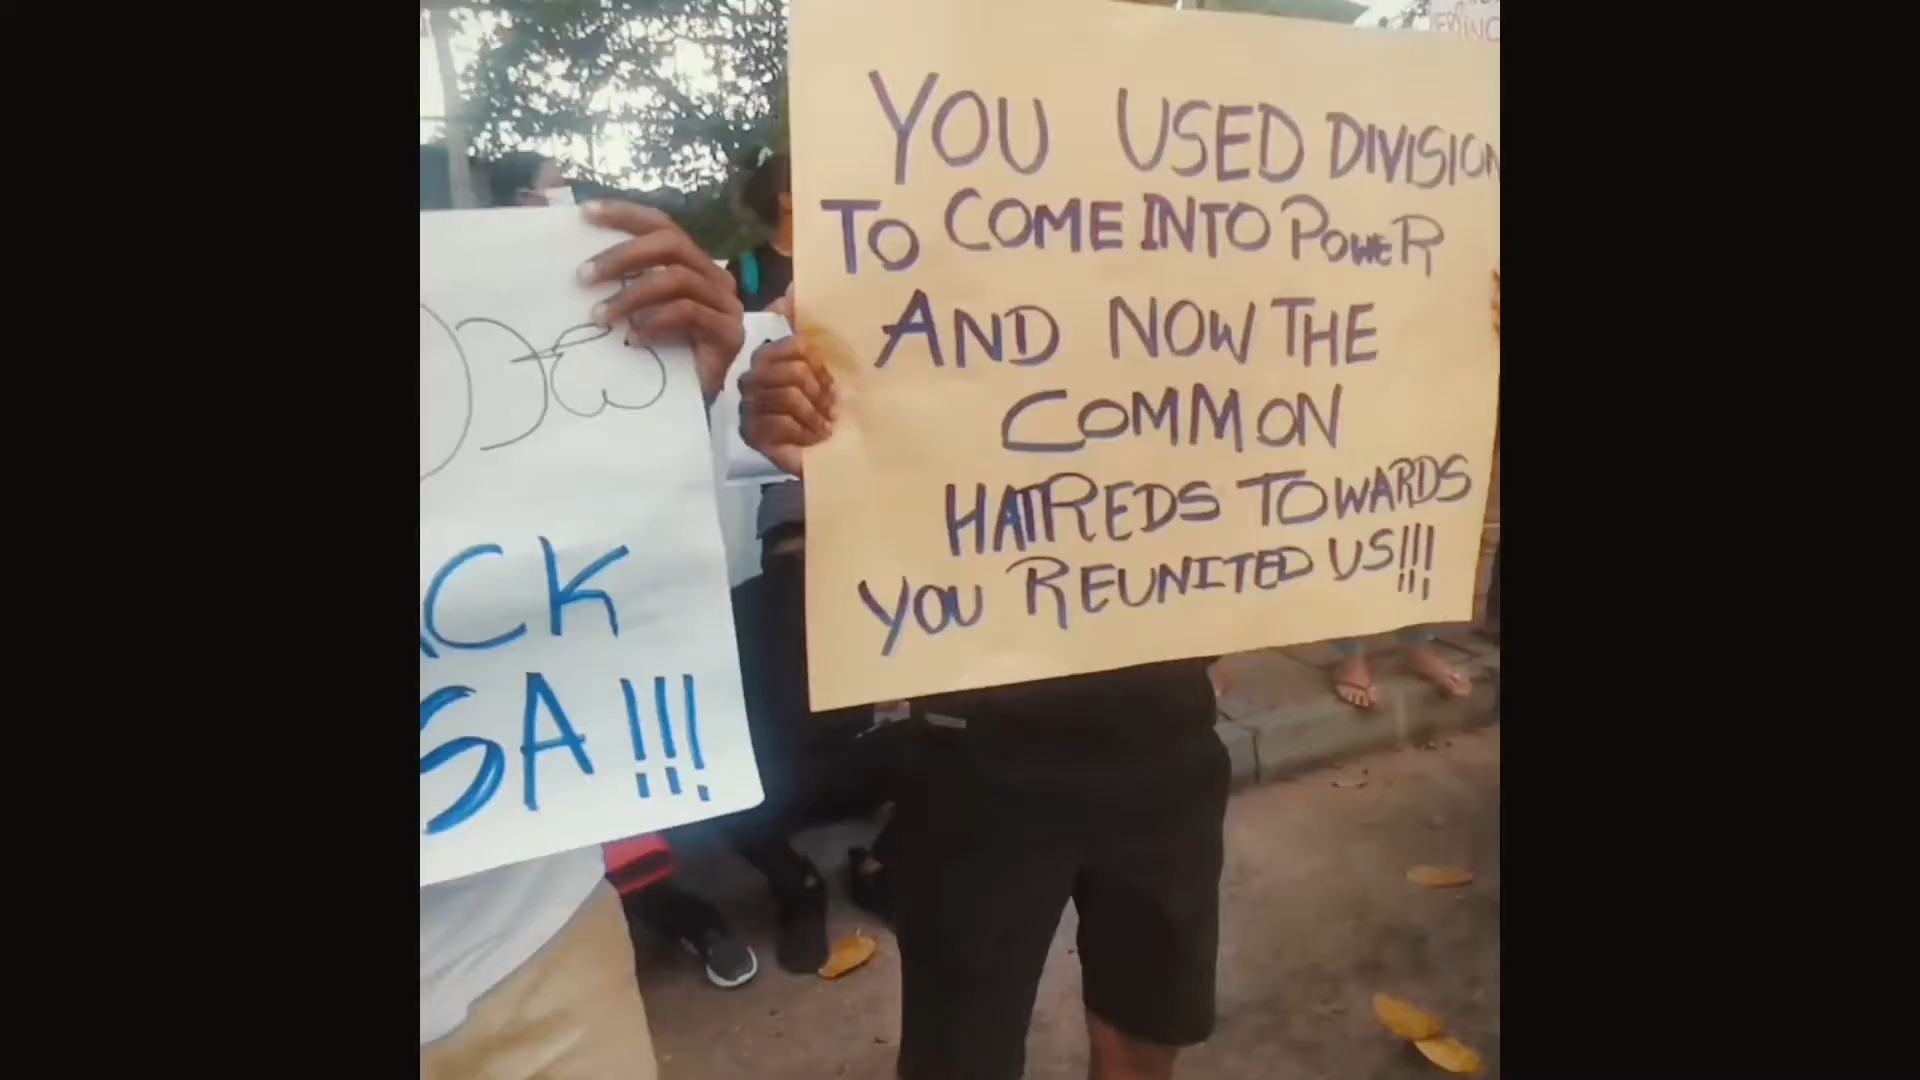 YOU USED DIVISION
TO COME INTO POWER
AND NOW THE
COMMON
HATREDS TOWARDS
YOU REUNITED US!!!
CK
SA!!!